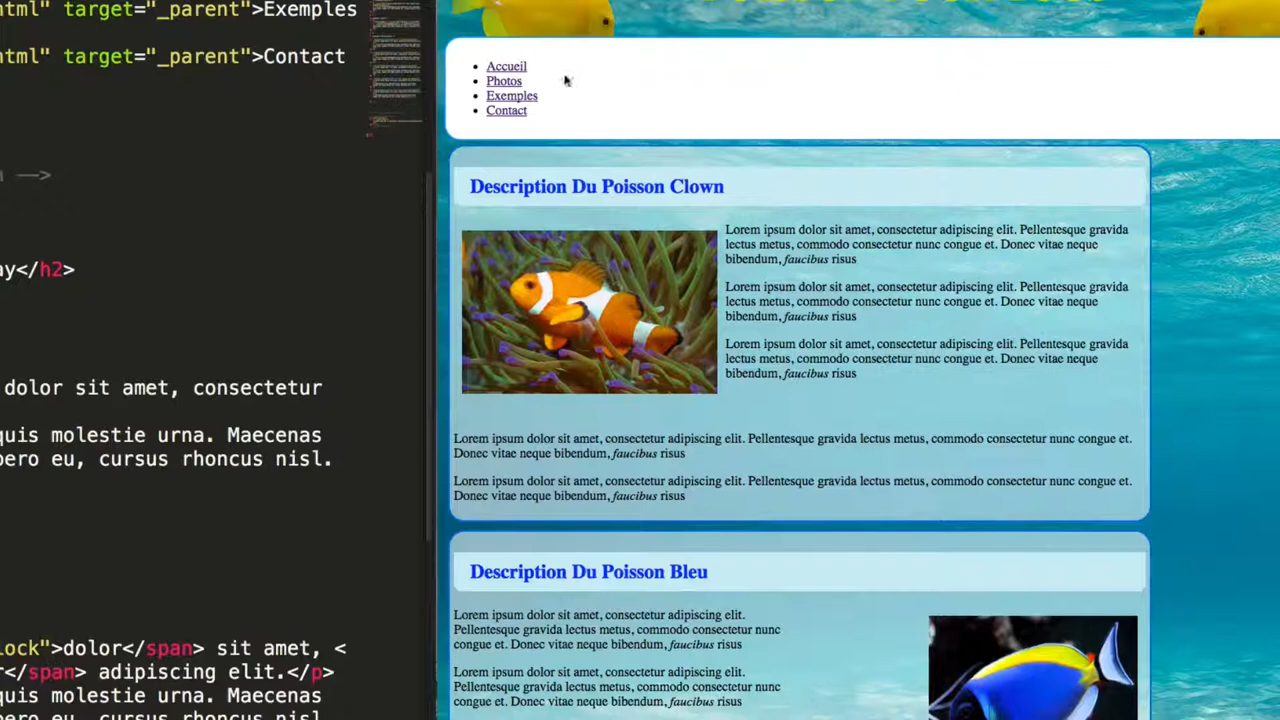 html" target="_parent">Exemples
html" target="_parent">Contact
-->
ay</h2>
dolor sit amet, consectetur
quis molestie urna. Maecenas
pero eu, cursus rhoncus nisl.
lock">dolor</span> sit amet, <
r</span> adipiscing elit.</p>
quis molestie urna. Maecenas
pero eu, cursus rhoncus nisl.
Accueil
Photos
Exemples
Contact
Description Du Poisson Clown
Lorem ipsum dolor sit amet, consectetur adipiscing elit. Pellentesque gravida
lectus metus, commodo consectetur nunc congue et. Donec vitae neque
bibendum, faucibus risus
Lorem ipsum dolor sit amet, consectetur adipiscing elit. Pellentesque gravida
lectus metus, commodo consectetur nunc congue et. Donec vitae neque
bibendum, faucibus risus
Lorem ipsum dolor sit amet, consectetur adipiscing elit. Pellentesque gravida
lectus metus, commodo consectetur nunc congue et. Donec vitae neque
bibendum, faucibus risus
Lorem ipsum dolor sit amet, consectetur adipiscing elit. Pellentesque gravida lectus metus, commodo consectetur nunc congue et.
Donec vitae neque bibendum, faucibus risus
Lorem ipsum dolor sit amet, consectetur adipiscing elit. Pellentesque gravida lectus metus, commodo consectetur nunc congue et.
Donec vitae neque bibendum, faucibus risus
Description Du Poisson Bleu
Lorem ipsum dolor sit amet, consectetur adipiscing elit.
Pellentesque gravida lectus metus, commodo consectetur nunc
congue et. Donec vitae neque bibendum, faucibus risus
Lorem ipsum dolor sit amet, consectetur adipiscing elit.
Pellentesque gravida lectus metus, commodo consectetur nunc
congue et. Donec vitae neque bibendum, faucibus risus